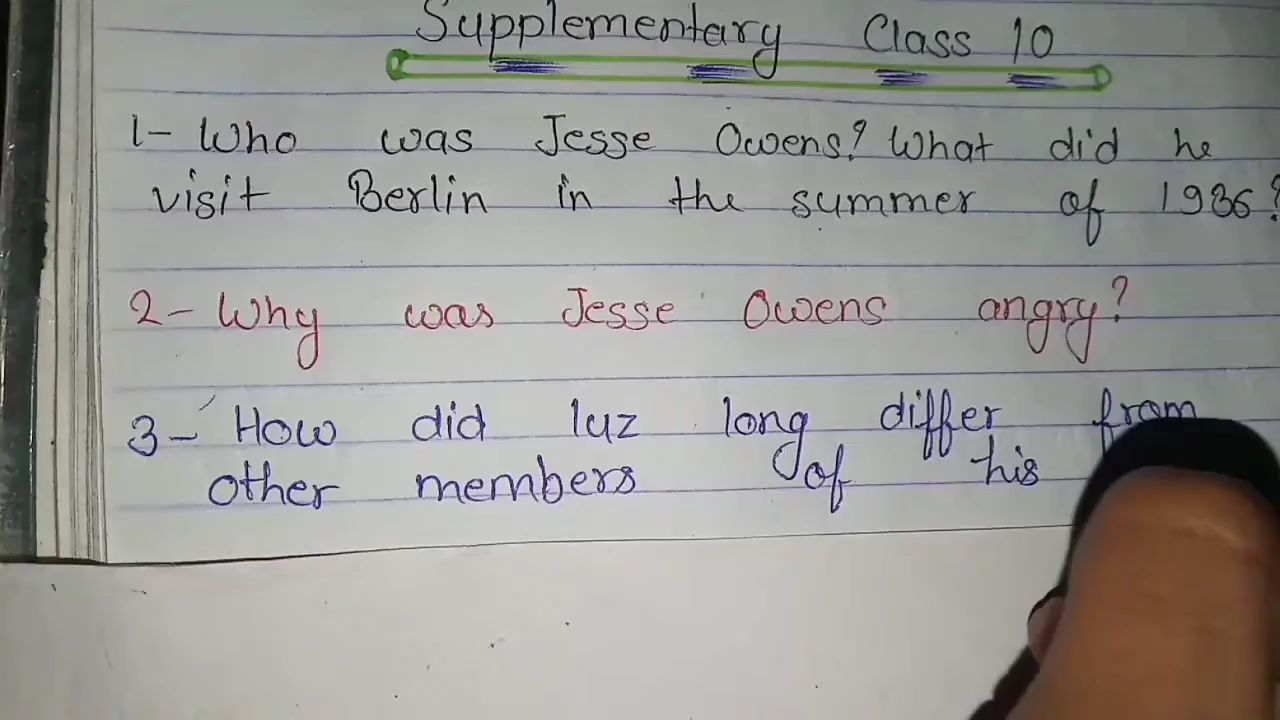 Supplementary Class 10
1- Who was Jesse Owens? What did he
visit Berlin in the summer of 1936?
2- Why was Jesse Owens angry?
3- How did luz long differ from
other members of his